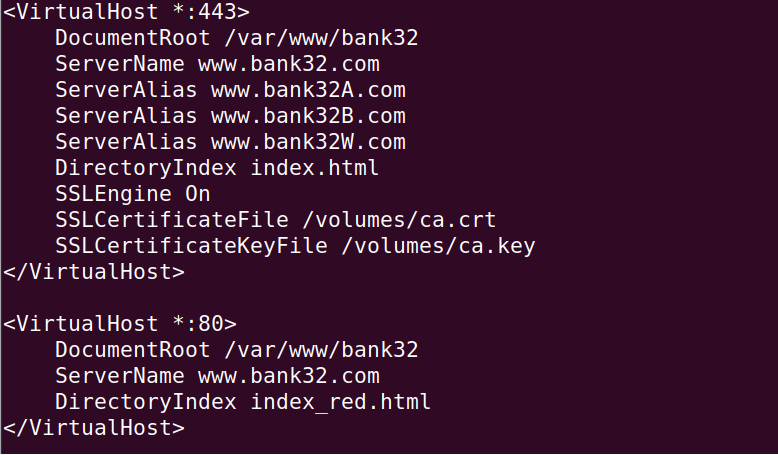 <VirtualHost *:443>
    DocumentRoot /var/www/bank32
    ServerName www.bank32.com
    ServerAlias www.bank32A.com
    ServerAlias www.bank32B.com
    ServerAlias www.bank32W.com
    DirectoryIndex index.html
    SSLEngine On
    SSLCertificateFile /volumes/ca.crt
    SSLCertificateKeyFile /volumes/ca.key
</VirtualHost>

<VirtualHost *:80>
    DocumentRoot /var/www/bank32
    ServerName www.bank32.com
    DirectoryIndex index_red.html
</VirtualHost>